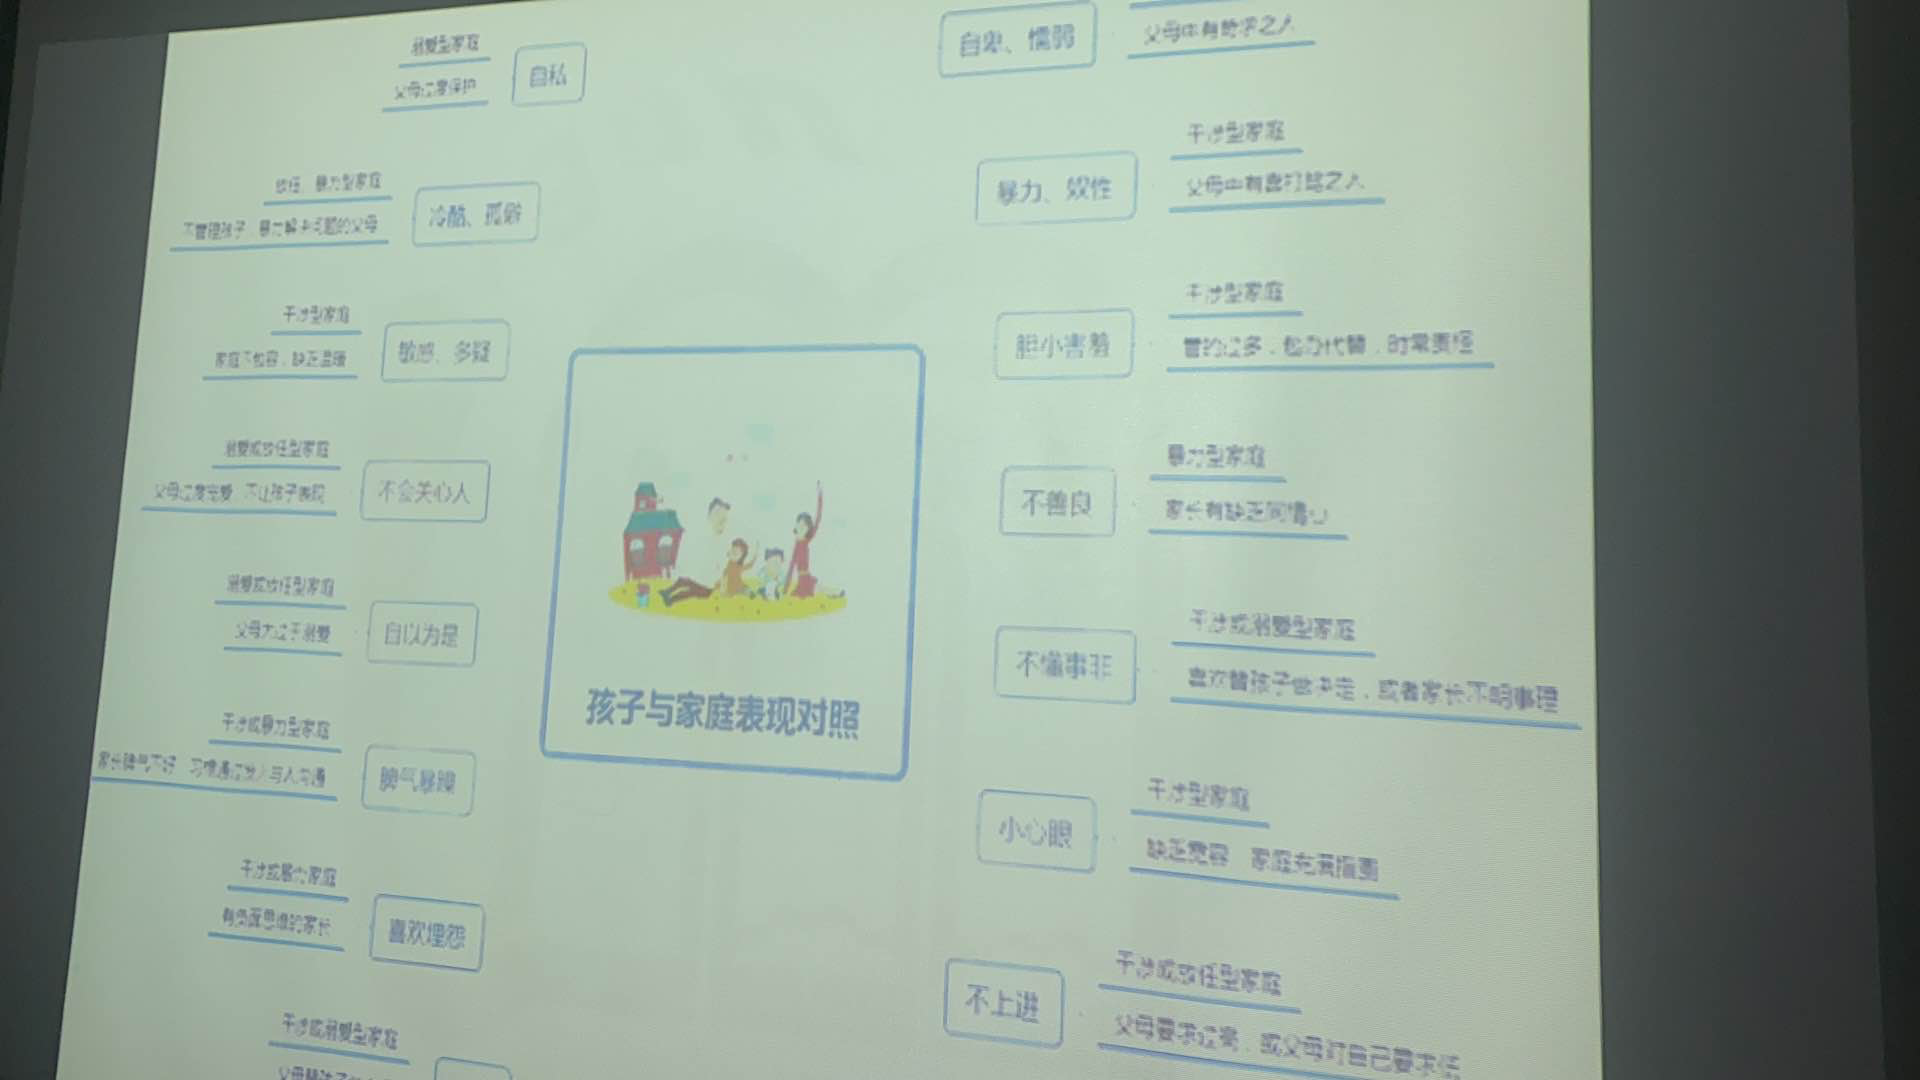 溺爱型家庭
父母过度保护
自私
放任、暴力型家庭
不管理孩子,暴力解决问题的父母
冷酷、孤僻
干涉型家庭
家庭不包容,缺乏温暖
敏感、多疑
溺爱或放任型家庭
父母过度宠爱 不让孩子表现
不会关心人
溺爱或放任型家庭
父母太过于溺爱
自以为是
干涉或暴力型家庭
家长脾气不好 习惯通过发火与人沟通
脾气暴躁
干涉或暴力家庭
有负面思维的家长
喜欢埋怨
干涉或溺爱型家庭
父母替孩子
孩子与家庭表现对照
自卑、懦弱
父母中有
之人
暴力、奴性
干涉型家庭
父母中有喜打骂之人
胆小害羞
干涉型家庭
管的过多,包办代替,时常责怪
不善良
暴力型家庭
家长有缺乏同情心
不懂事非
干涉或溺爱型家庭
喜欢替孩子做决定,或者家长不明事理
小心眼
干涉型家庭
缺乏宽容 家庭充满指责
不上进
干涉或放任型家庭
父母要求过高,或父母对自己要求低